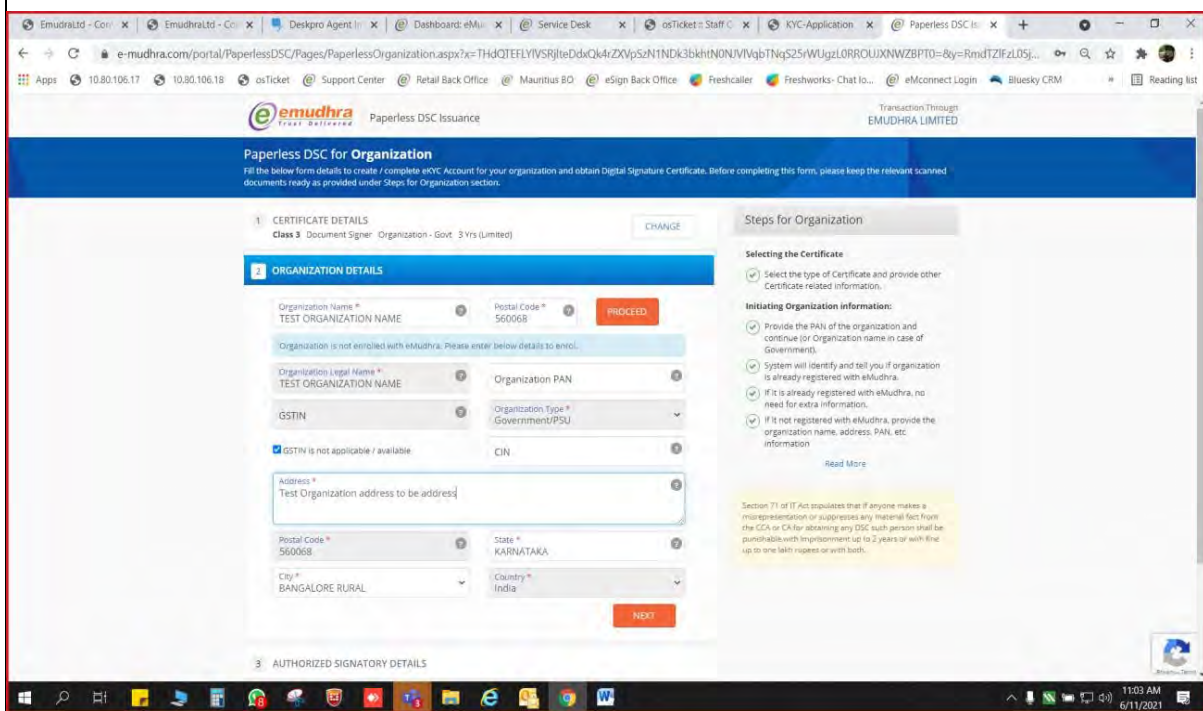 EmudraLtd - Con
EmudhraLtd - Co
Deskpro Agent In
Dashboard: eMu
Service Desk
osTicket :: Staff C
KYC-Application
Paperless DSC Is
e-mudhra.com/portal/PaperlessDSC/Pages/PaperlessOrganization.aspx?x=
Apps
10.80.106.17
10.80.106.18
osTicket
Support Center
Retail Back Office
Mauritius BO
eSign Back Office
Freshcaller
Freshworks- Chat lo...
eMconnect Login
Bluesky CRM
»
Reading list
emudhra
Trust Delivered
Paperless DSC Issuance
Transaction Through
EMUDHRA LIMITED
Paperless DSC for Organization
Fill the below form details to create / complete eKYC Account for your organization and obtain Digital Signature Certificate. Before completing this form, please keep the relevant scanned
documents ready as provided under Steps for Organization section.
1 CERTIFICATE DETAILS
Class 3 Document Signer Organization - Govt 3 Yrs (Limited)
CHANGE
2 ORGANIZATION DETAILS
Organization Name *
TEST ORGANIZATION NAME
Postal Code *
560068
PROCEED
Organization is not enrolled with eMudhra. Please enter below details to enrol.
Organization Legal Name *
TEST ORGANIZATION NAME
Organization PAN
GSTIN
Organization Type *
Government/PSU
GSTIN is not applicable / available
CIN
Address *
Test Organization address to be address
Postal Code *
560068
State *
KARNATAKA
City *
BANGALORE RURAL
Country *
India
NEXT
3 AUTHORIZED SIGNATORY DETAILS
Steps for Organization
Selecting the Certificate
Select the type of Certificate and provide other
Certificate related information.
Initiating Organization information:
Provide the PAN of the organization and
continue (or Organization name in case of
Government).
System will identify and tell you if organization
is already registered with eMudhra.
If it is already registered with eMudhra, no
need for extra information.
If it not registered with eMudhra, provide the
organization name, address, PAN, etc
information
Read More
Section 71 of IT Act stipulates that if anyone makes a
misrepresentation or suppresses any material fact from
the CCA or CA for obtaining any DSC such person shall be
punishable with imprisonment up to 2 years or with fine
up to one lakh rupees or with both.
11:03 AM
6/11/2021